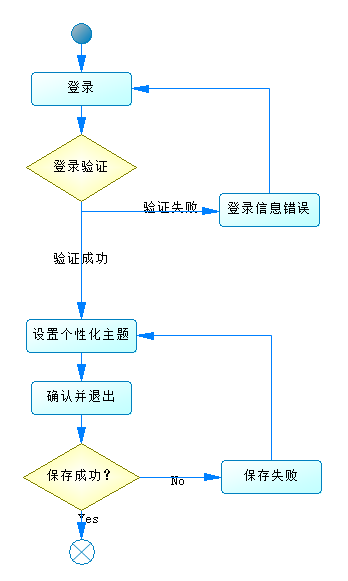 登录
登录验证
验证失败
登录信息错误
验证成功
设置个性化主题
确认并退出
保存成功？
No
保存失败
Yes